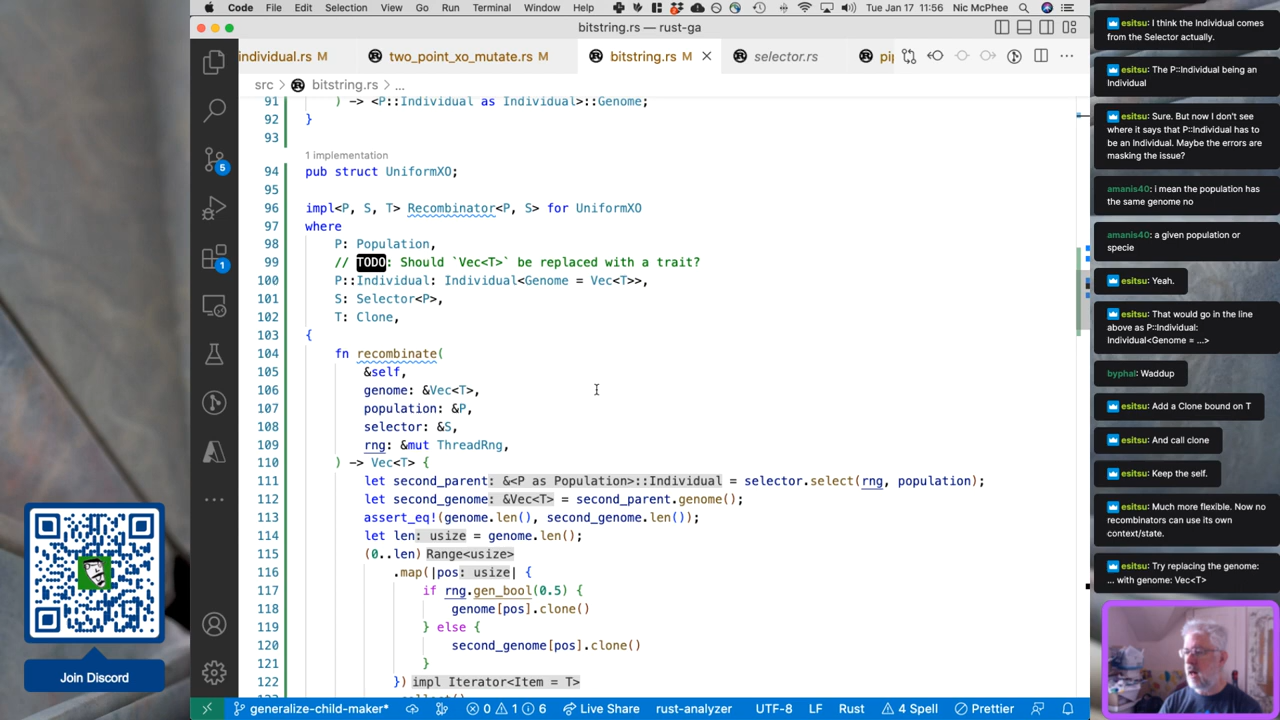 Code File Edit Selection View Go Run Terminal Window Help Tue Jan 17 11:56 Nic McPhee
bitstring.rs — rust-ga
individual.rs M two_point_xo_mutate.rs M bitstring.rs M selector.rs
src > bitstring.rs > ...
91 ) -> <P::Individual as Individual>::Genome;
92 }
93
1 implementation
94 pub struct UniformXO;
95
96 impl<P, S, T> Recombinator<P, S> for UniformXO
97 where
98 P: Population,
99 // TODO: Should `Vec<T>` be replaced with a trait?
100 P::Individual: Individual<Genome = Vec<T>>,
101 S: Selector<P>,
102 T: Clone,
103 {
104 fn recombinate(
105 &self,
106 genome: &Vec<T>,
107 population: &P,
108 selector: &S,
109 rng: &mut ThreadRng,
110 ) -> Vec<T> {
111 let second_parent: &<P as Population>::Individual = selector.select(rng, population);
112 let second_genome: &Vec<T> = second_parent.genome();
113 assert_eq!(genome.len(), second_genome.len());
114 let len: usize = genome.len();
115 (0..len) Range<usize>
116 .map(|pos: usize| {
117 if rng.gen_bool(0.5) {
118 genome[pos].clone()
119 } else {
120 second_genome[pos].clone()
121 }
122 }) impl Iterator<Item = T>
5
1
Join Discord
generalize-child-maker* 0 1 6 Live Share rust-analyzer UTF-8 LF Rust 4 Spell Prettier
esitsu: I think the Individual comes
from the Selector actually.
esitsu: The P::Individual being an
Individual
esitsu: Sure. But now I don't see
where it says that P::Individual has to
be an Individual. Maybe the errors are
masking the issue?
amanis40: i mean the population has
the same genome no
amanis40: a given population or
specie
esitsu: Yeah.
esitsu: That would go in the line
above as P::Individual:
Individual<Genome = ...>
byphal: Waddup
esitsu: Add a Clone bound on T
esitsu: And call clone
esitsu: Keep the self.
esitsu: Much more flexible. Now no
recombinators can use its own
context/state.
esitsu: Try replacing the genome:
... with genome: Vec<T>